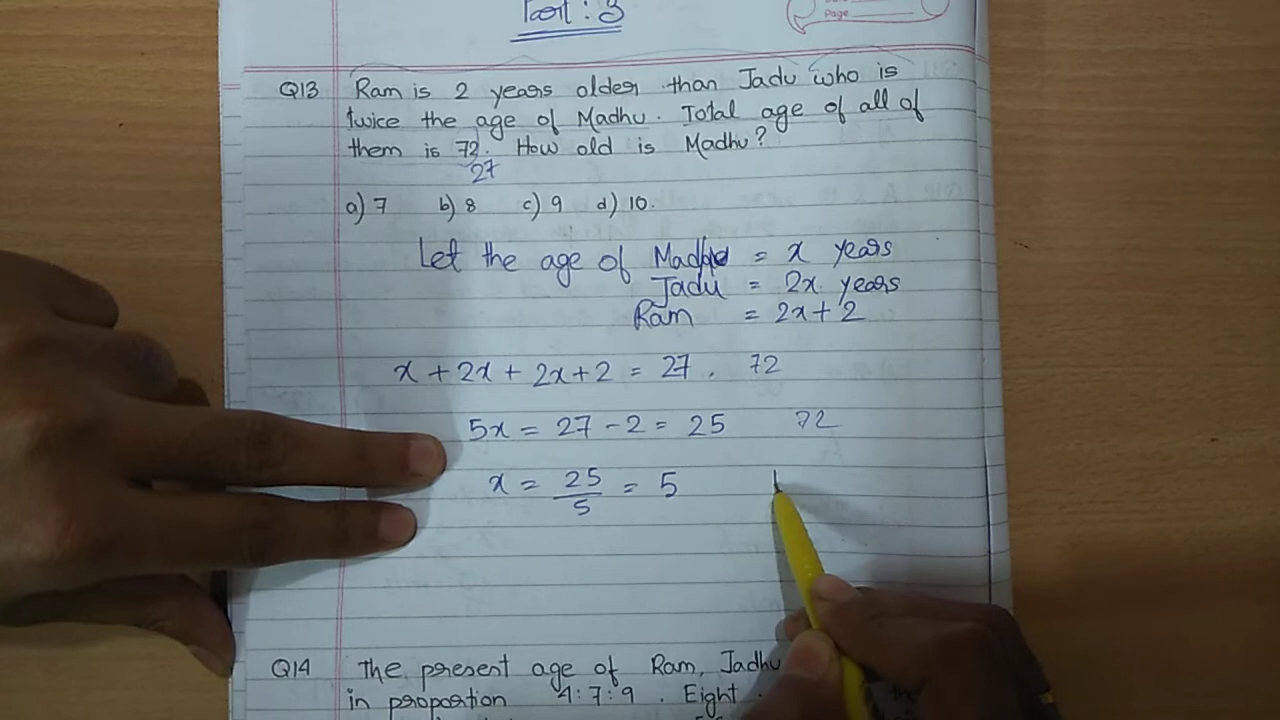 Part : 3
Page
Q13 Ram is 2 years older than Jadu who is
twice the age of Madhu. Total age of all of
them is 72. How old is Madhu?
27
a) 7 b) 8 c) 9 d) 10.
Let the age of Madhu = x years
Jadu = 2x years
Ram = 2x + 2
x + 2x + 2x + 2 = 27. 72
5x = 27 - 2 = 25 72
x = 25/5 = 5
Q14 The present age of Ram, Jadhu
in proportion 4:7:9. Eight